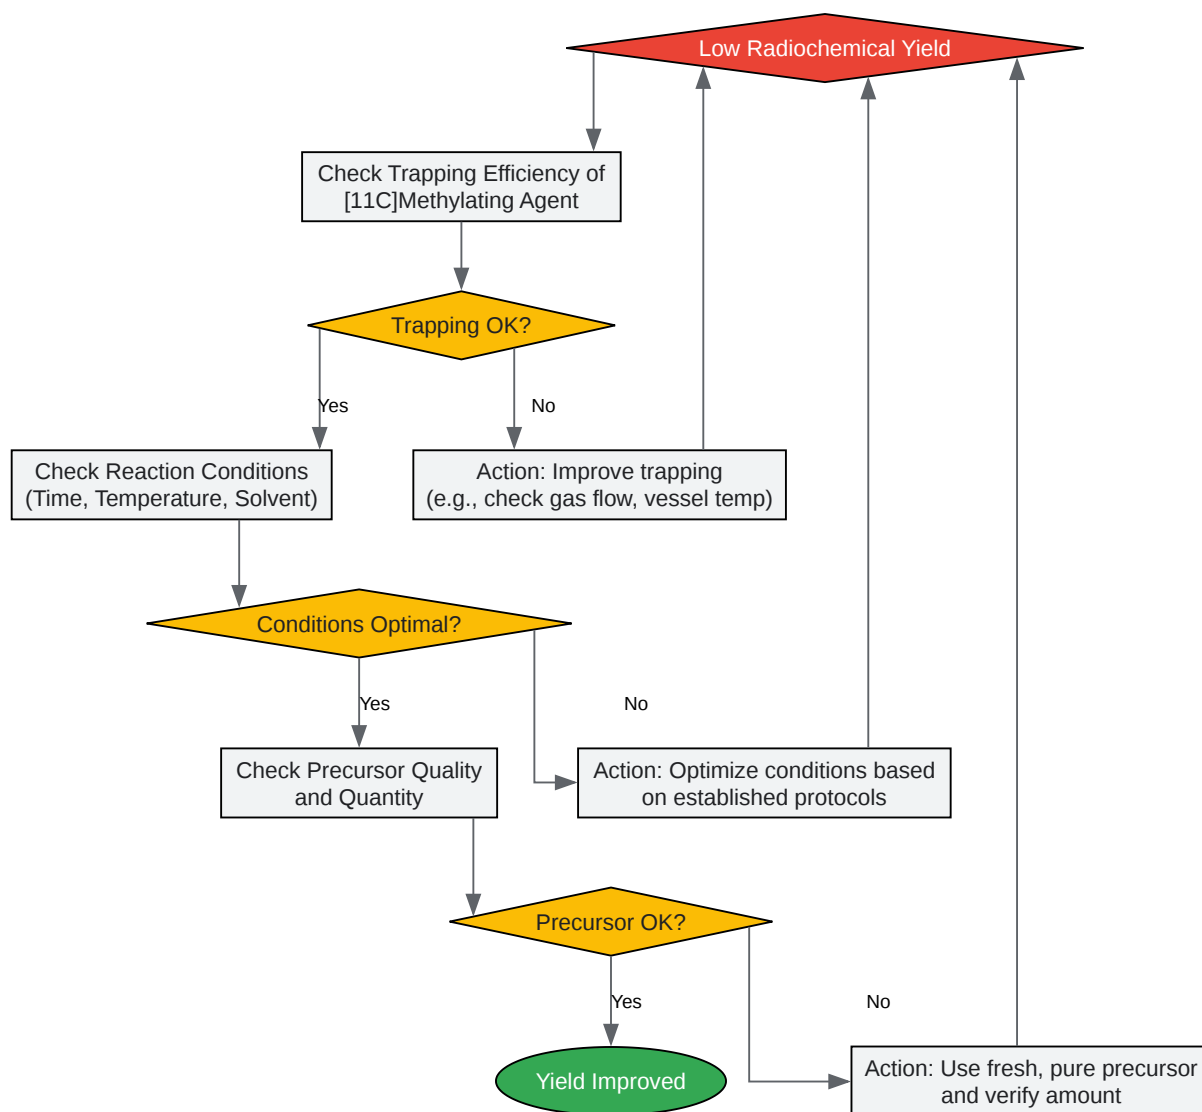 Low Radiochemical Yield
Check Trapping Efficiency of
[11C]Methylating Agent
Trapping OK?
Yes
No
Check Reaction Conditions
(Time, Temperature, Solvent)
Action: Improve trapping
(e.g., check gas flow, vessel temp)
Conditions Optimal?
Yes
No
Check Precursor Quality
and Quantity
Action: Optimize conditions based
on established protocols
Precursor OK?
Yes
No
Yield Improved
Action: Use fresh, pure precursor
and verify amount